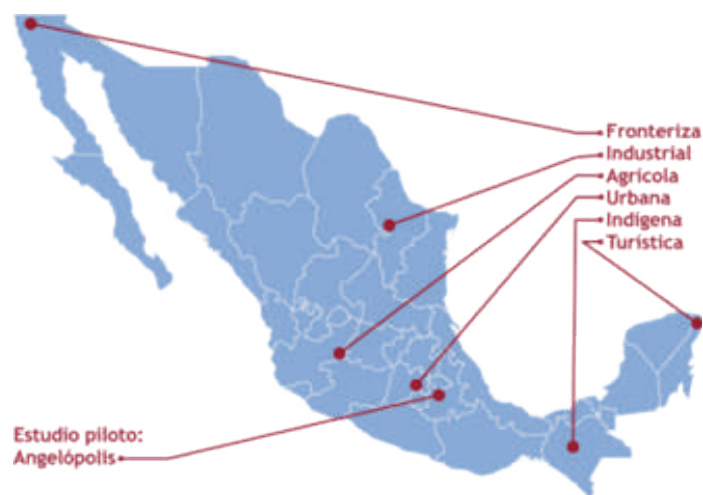 Fronteriza
Industrial
Agrícola
Urbana
Indígena
Turística
Estudio piloto:
Angelópolis